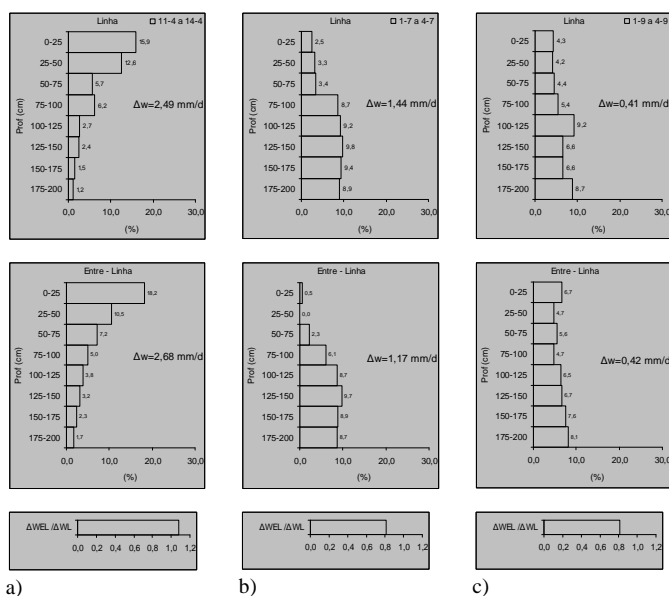 Linha 11-4 a 14-4
0-25 15,9
25-50 12,6
50-75 5,7
75-100 6,2
100-125 2,7
125-150 2,4
150-175 1,5
175-200 1,2
Prof (cm)
Δw=2,49 mm/d
0,0 10,0 20,0 30,0
(%)
Linha 1-7 a 4-7
0-25 2,5
25-50 3,3
50-75 3,4
75-100 8,7
100-125 9,2
125-150 9,8
150-175 9,4
175-200 8,9
Prof (cm)
Δw=1,44 mm/d
0,0 10,0 20,0 30,0
(%)
Linha 1-9 a 4-9
0-25 4,3
25-50 4,2
50-75 4,4
75-100 5,4
100-125 9,2
125-150 6,6
150-175 6,6
175-200 8,7
Prof (cm)
Δw=0,41 mm/d
0,0 10,0 20,0 30,0
(%)
Entre - Linha
0-25 18,2
25-50 10,5
50-75 7,2
75-100 5,0
100-125 3,8
125-150 3,2
150-175 2,3
175-200 1,7
Prof (cm)
Δw=2,68 mm/d
0,0 10,0 20,0 30,0
(%)
Entre - Linha
0-25 0,5
25-50 0,0
50-75 2,3
75-100 6,1
100-125 8,7
125-150 9,7
150-175 8,9
175-200 8,7
Prof (cm)
Δw=1,17 mm/d
0,0 10,0 20,0 30,0
(%)
Entre - Linha
0-25 6,7
25-50 4,7
50-75 5,6
75-100 4,7
100-125 6,5
125-150 6,7
150-175 7,6
175-200 8,1
Prof (cm)
Δw=0,42 mm/d
0,0 10,0 20,0 30,0
(%)
ΔWEL /ΔWL
0,0 0,2 0,4 0,6 0,8 1,0 1,2
ΔWEL /ΔWL
0,0 0,2 0,4 0,6 0,8 1,0 1,2
ΔWEL /ΔWL
0,0 0,2 0,4 0,6 0,8 1,0 1,2
a) b) c)